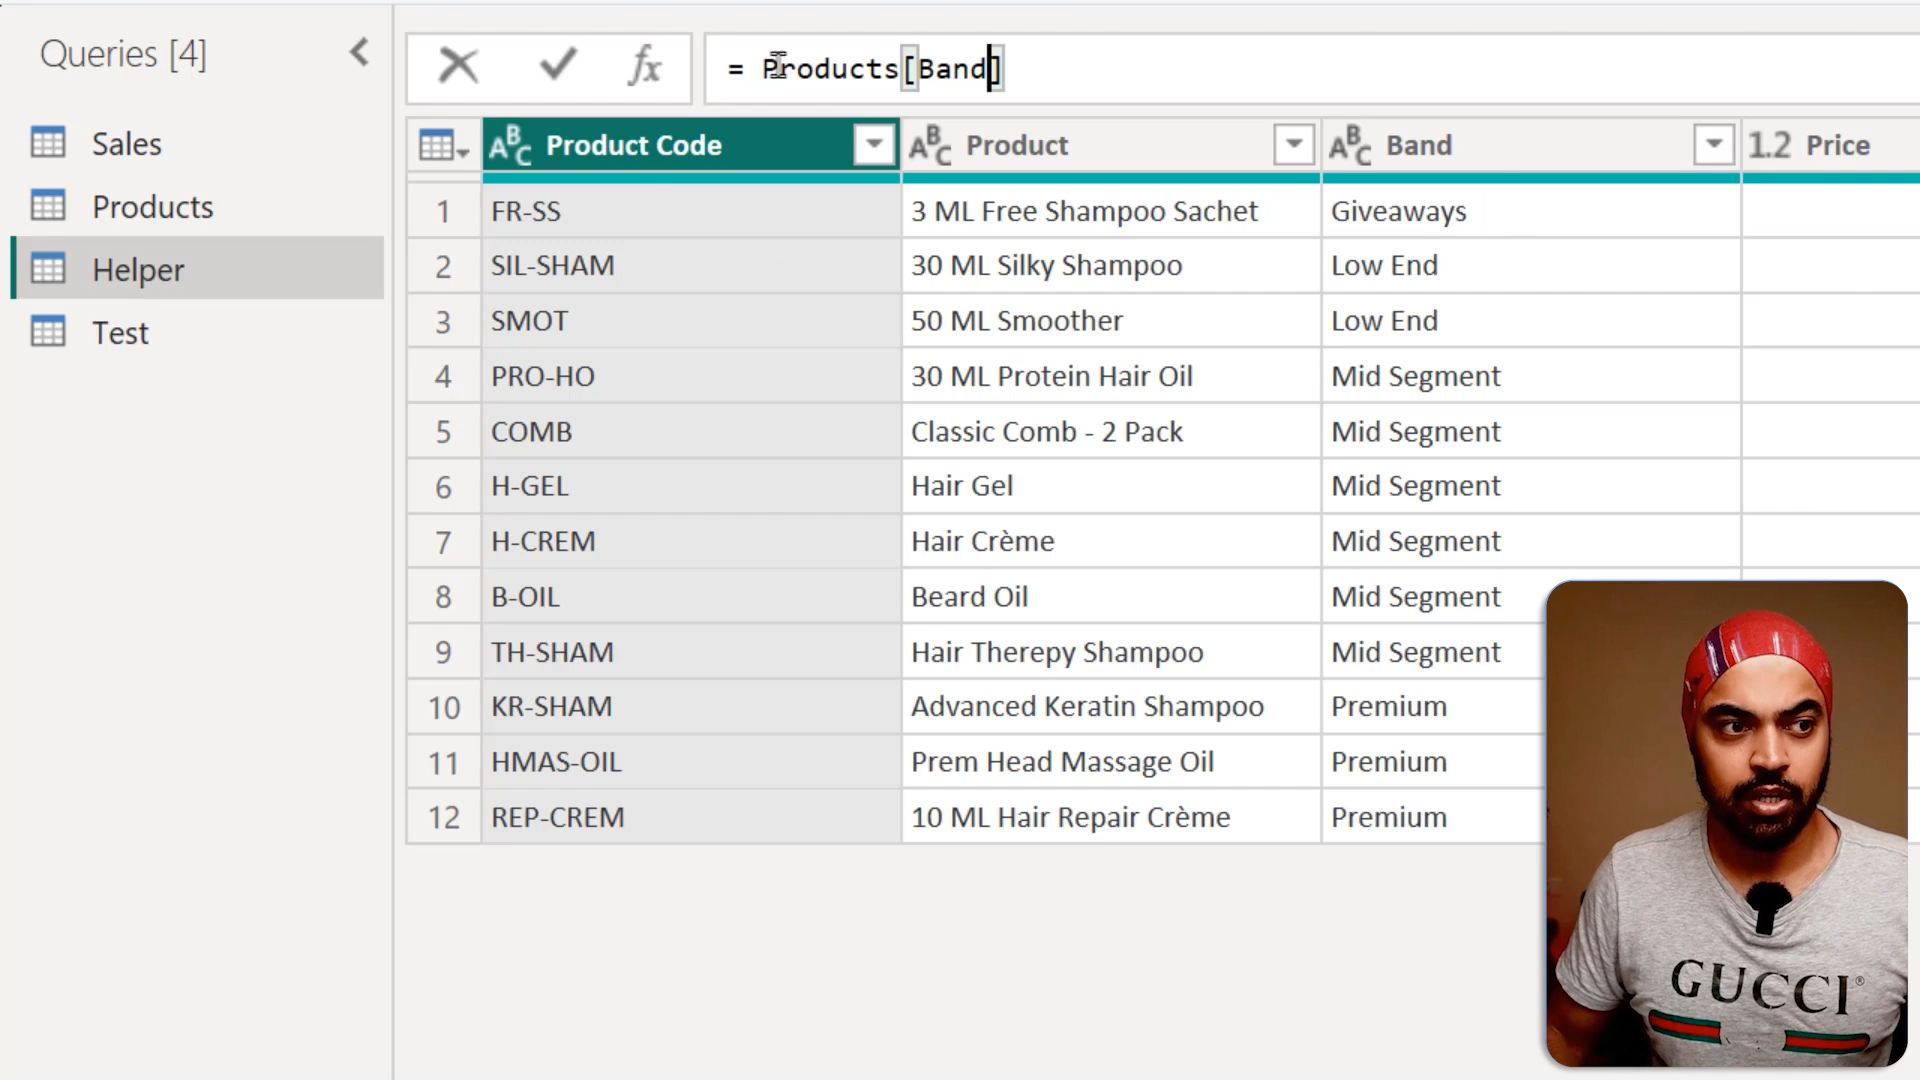 Queries [4]
Sales
Products
Helper
Test
fx
= Products[Band]
ABC Product Code
ABC Product
ABC Band
1.2 Price
1 FR-SS 3 ML Free Shampoo Sachet Giveaways
2 SIL-SHAM 30 ML Silky Shampoo Low End
3 SMOT 50 ML Smoother Low End
4 PRO-HO 30 ML Protein Hair Oil Mid Segment
5 COMB Classic Comb - 2 Pack Mid Segment
6 H-GEL Hair Gel Mid Segment
7 H-CREM Hair Crème Mid Segment
8 B-OIL Beard Oil Mid Segment
9 TH-SHAM Hair Therepy Shampoo Mid Segment
10 KR-SHAM Advanced Keratin Shampoo Premium
11 HMAS-OIL Prem Head Massage Oil Premium
12 REP-CREM 10 ML Hair Repair Crème Premium
GUCCI®